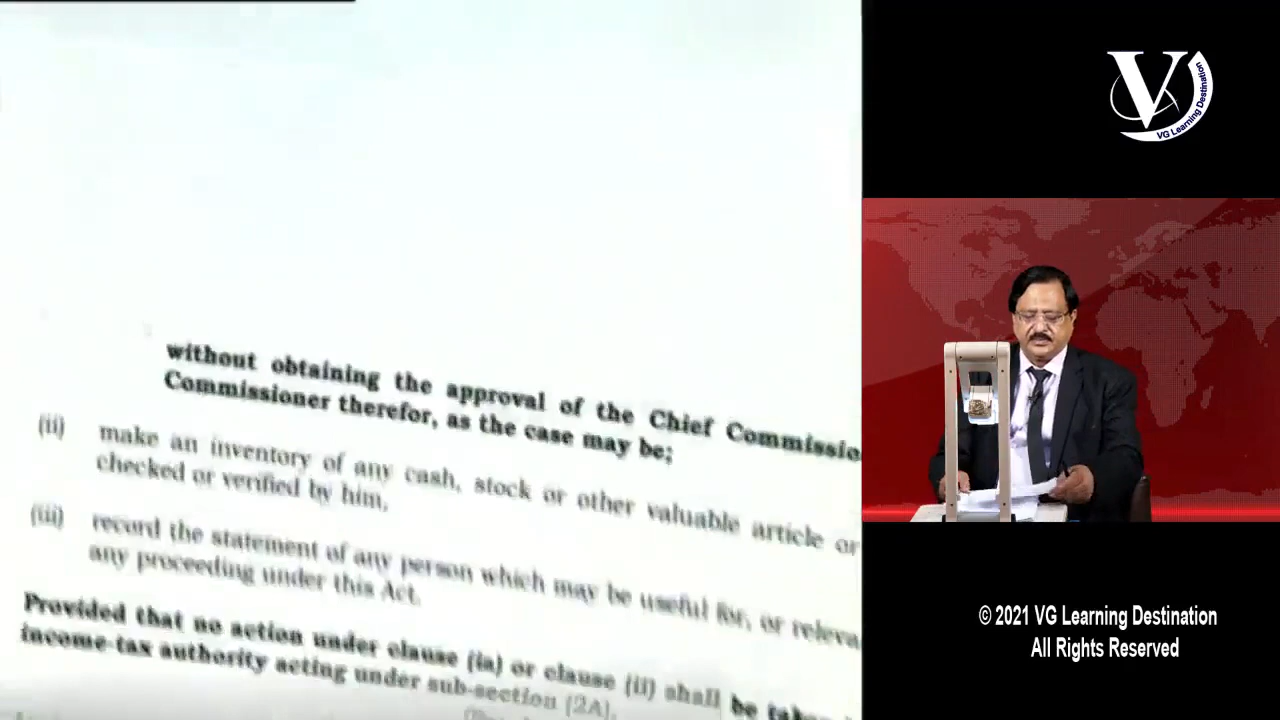 without obtaining the approval of the Chief Commissio
Commissioner therefor, as the case may be;
(ii) make an inventory of any cash, stock or other valuable article or
checked or verified by him,
(iii) record the statement of any person which may be useful for, or releva
any proceeding under this Act.
Provided that no action under clause (ia) or clause (ii) shall be take
income-tax authority acting under sub-section (2A).
V
VG Learning Destination
© 2021 VG Learning Destination
All Rights Reserved